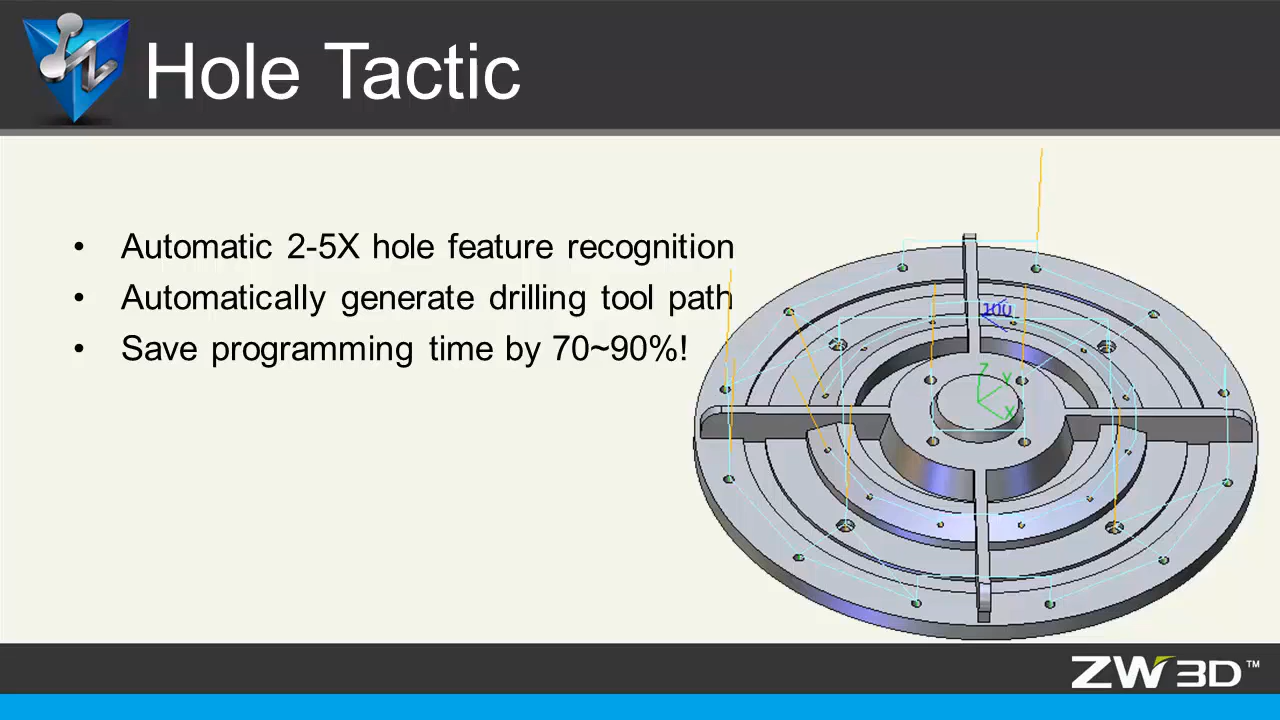 Hole Tactic
• Automatic 2-5X hole feature recognition
• Automatically generate drilling tool path
• Save programming time by 70~90%!
100
Z
Y
X
ZW3D™